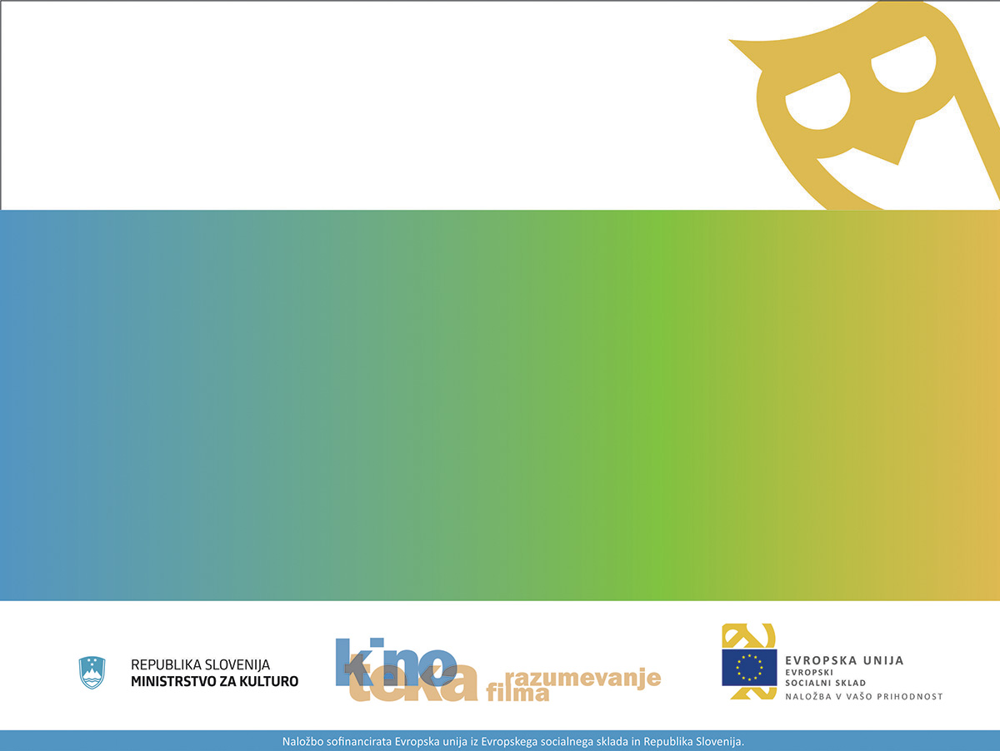 REPUBLIKA SLOVENIJA
MINISTRSTVO ZA KULTURO
kino
teka
razumevanje
filma
EVROPSKA UNIJA
EVROPSKI
SOCIALNI SKLAD
NALOŽBA V VAŠO PRIHODNOST
Naložbo sofinancirata Evropska unija iz Evropskega socialnega sklada in Republika Slovenija.